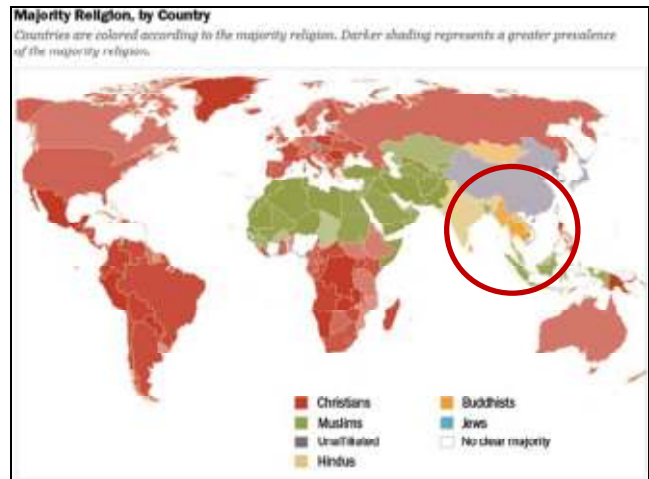 Majority Religion, by Country
Countries are colored according to the majority religion. Darker shading represents a greater prevalence
of the majority religion.
Christians
Muslims
Unaffiliated
Hindus
Buddhists
Jews
No clear majority